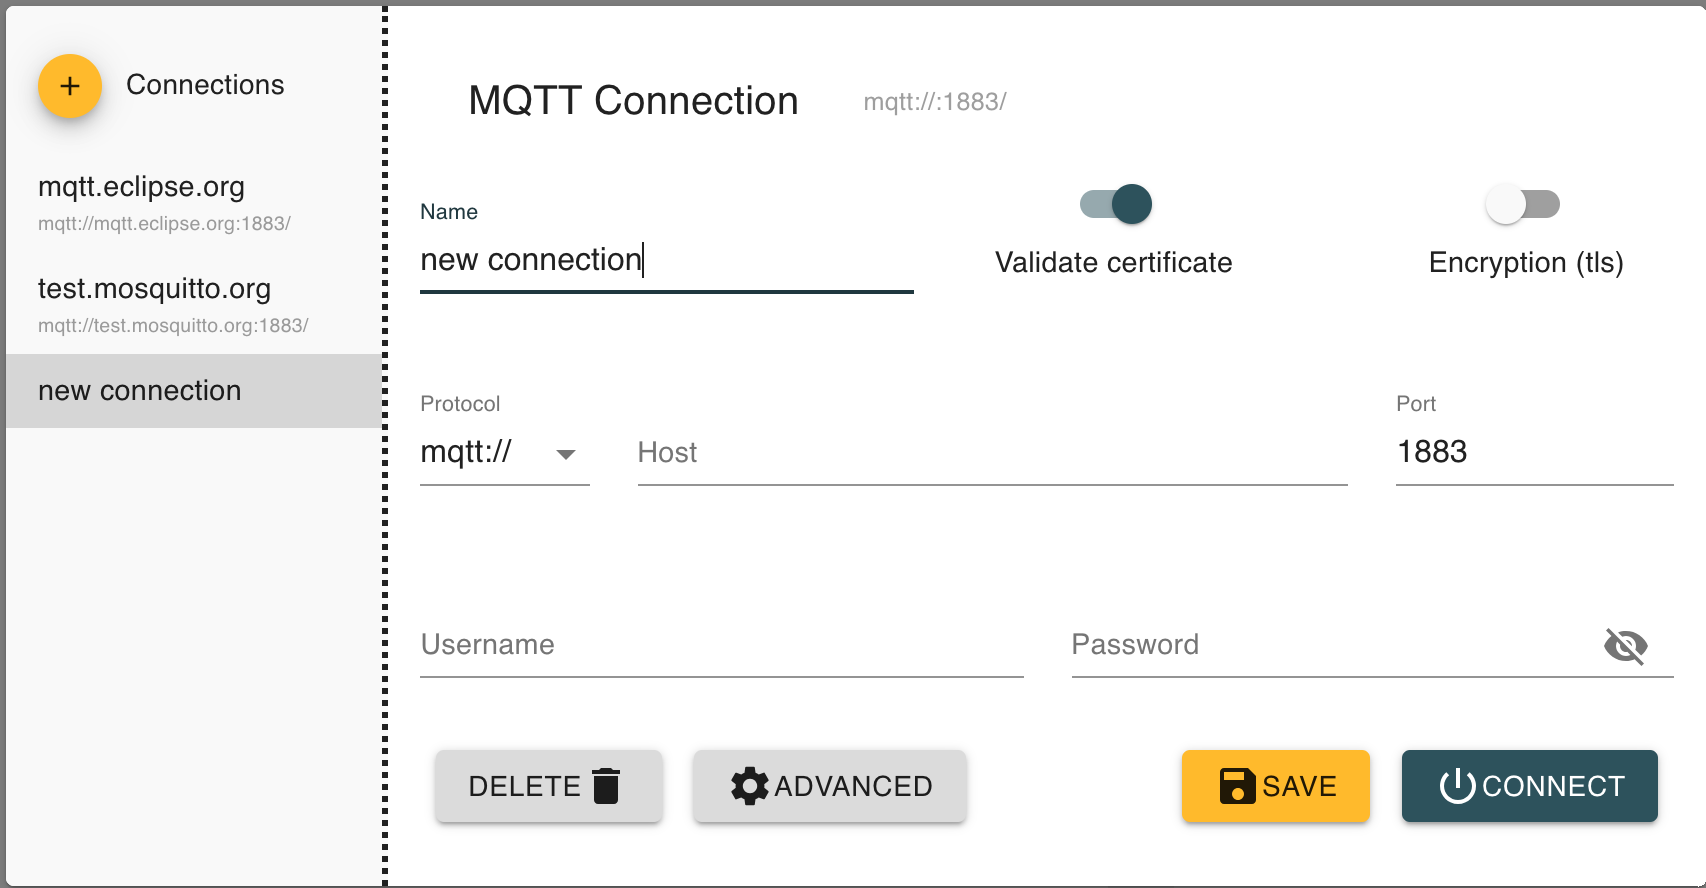 + Connections
mqtt.eclipse.org
mqtt://mqtt.eclipse.org:1883/
test.mosquitto.org
mqtt://test.mosquitto.org:1883/
new connection
MQTT Connection mqtt://:1883/
Name
new connection
Validate certificate
Encryption (tls)
Protocol
mqtt://
Host
Port
1883
Username
Password
DELETE
ADVANCED
SAVE
CONNECT